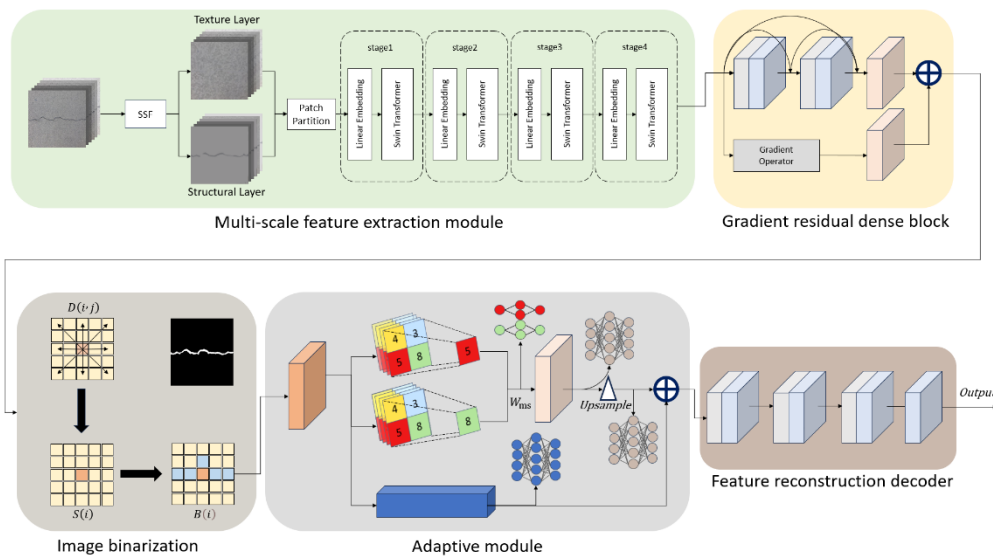 Texture Layer
SSF
Structural Layer
Patch
Partition
stage1
stage2
stage3
stage4
Linear Embedding
Swin Transformer
Linear Embedding
Swin Transformer
Linear Embedding
Swin Transformer
Linear Embedding
Swin Transformer
Multi-scale feature extraction module
Gradient
Operator
Gradient residual dense block
D(i,j)
S(i)
B(i)
Image binarization
4 3
5 8
5
4 3
5 8
8
Wms
Upsample
Adaptive module
Output
Feature reconstruction decoder